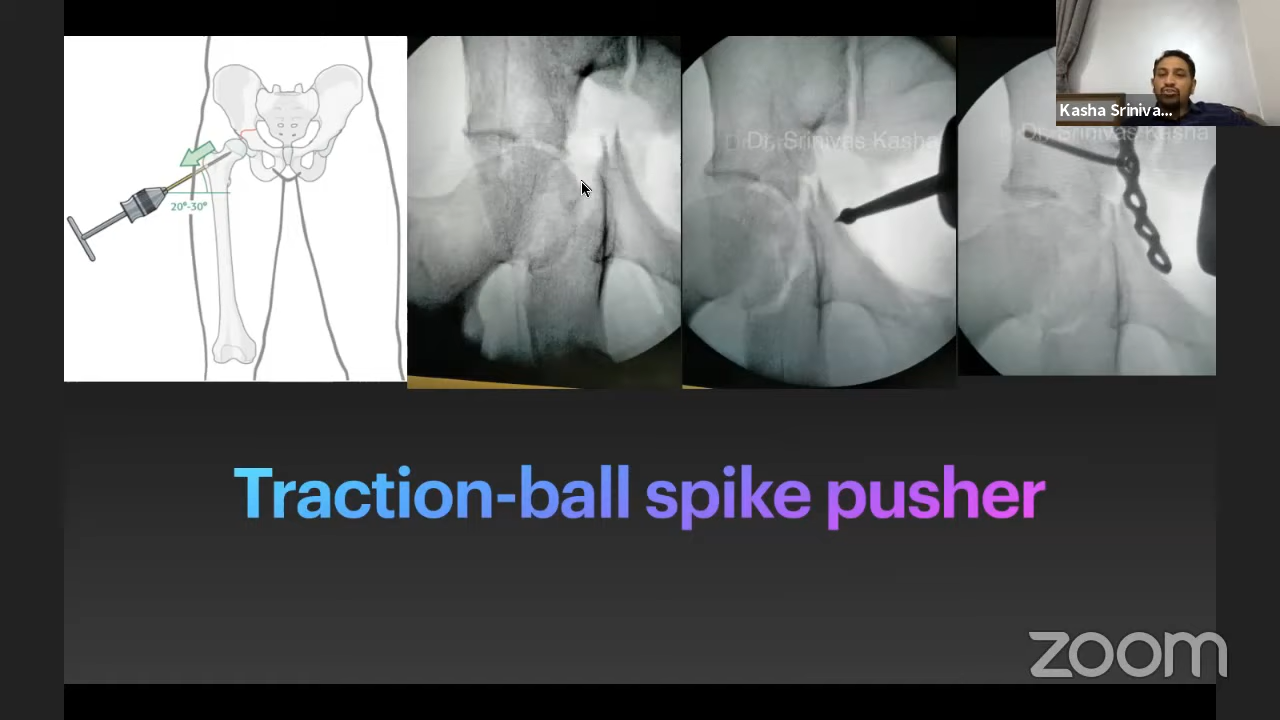 Kasha Sriniva...
Dr. Srinivas Kasha
Dr. Srinivas Kasha
20°-30°
Traction-ball spike pusher
zoom